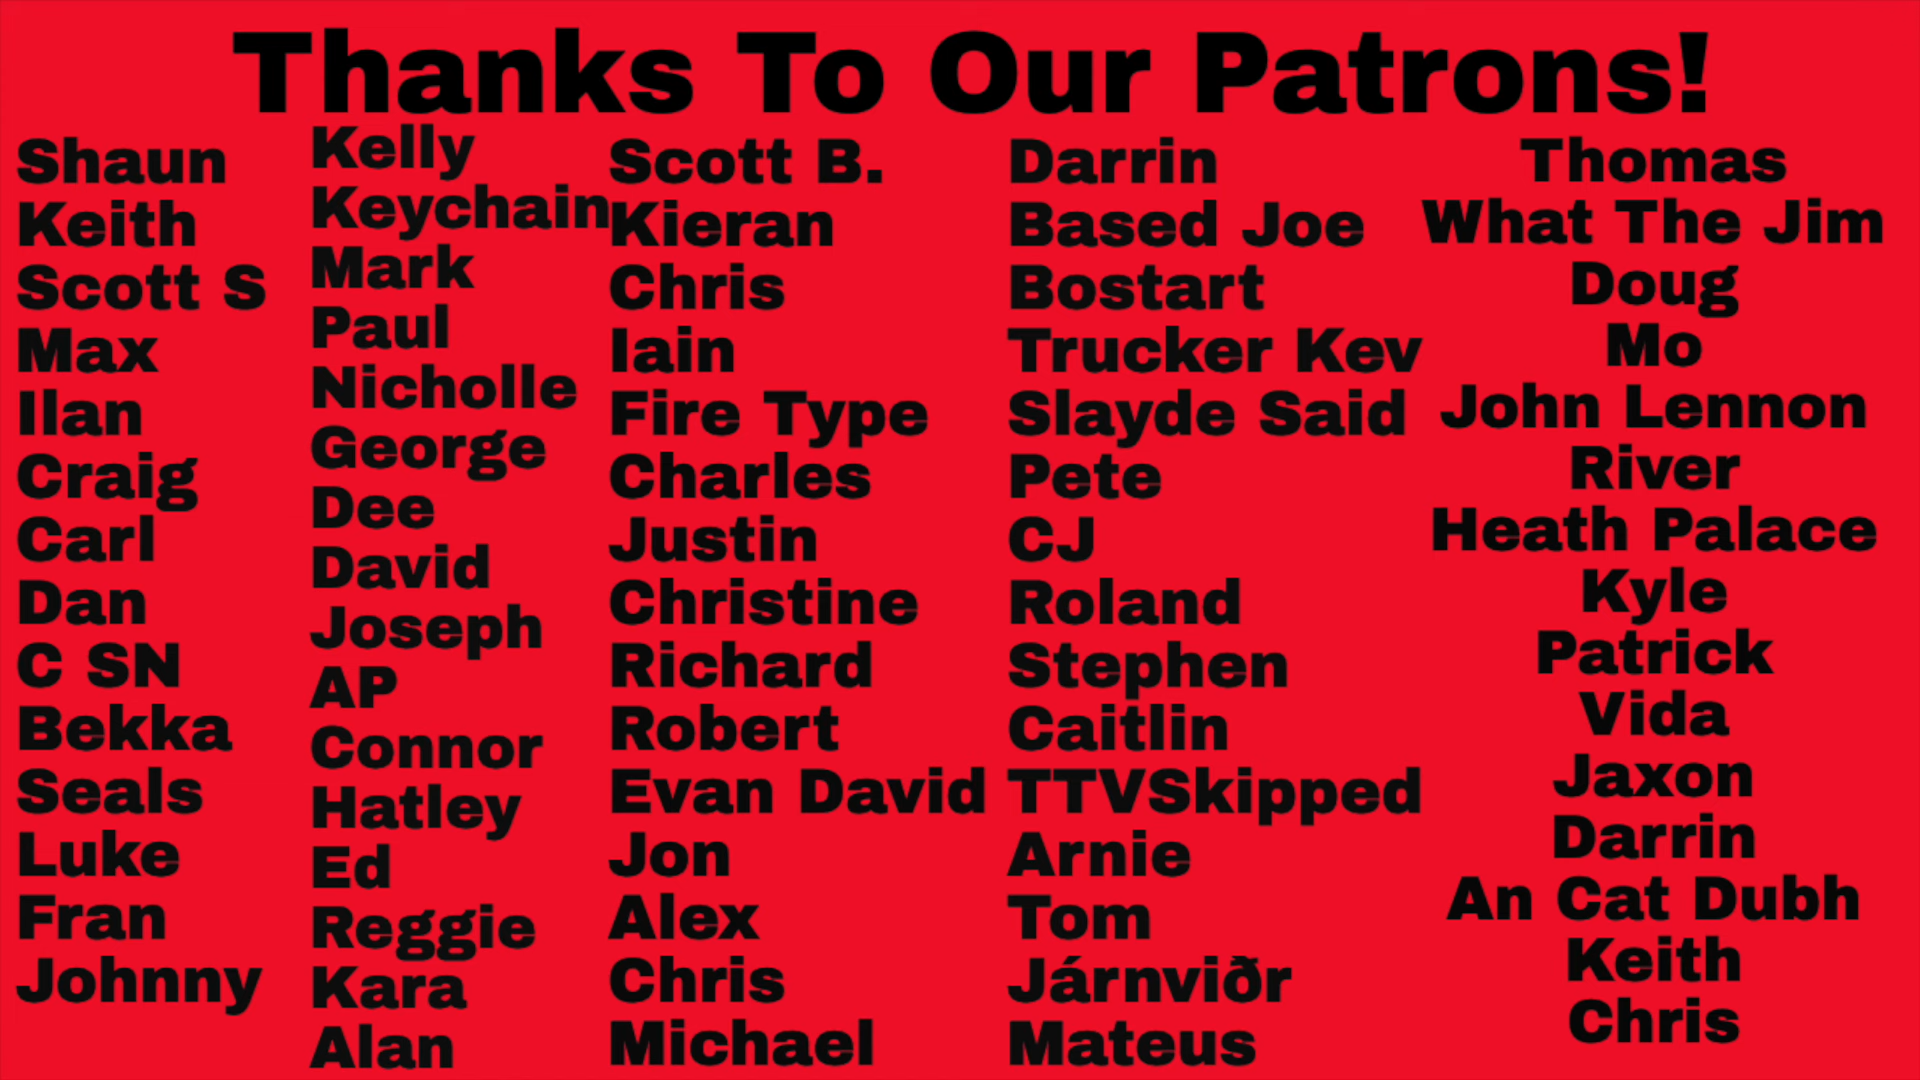 Thanks To Our Patrons!
Shaun
Keith
Scott S
Max
Ilan
Craig
Carl
Dan
C SN
Bekka
Seals
Luke
Fran
Johnny
Kelly
Keychain
Mark
Paul
Nicholle
George
Dee
David
Joseph
AP
Connor
Hatley
Ed
Reggie
Kara
Alan
Scott B.
Kieran
Chris
Iain
Fire Type
Charles
Justin
Christine
Richard
Robert
Evan David
Jon
Alex
Chris
Michael
Darrin
Based Joe
Bostart
Trucker Kev
Slayde Said
Pete
CJ
Roland
Stephen
Caitlin
TTVSkipped
Arnie
Tom
Járnviðr
Mateus
Thomas
What The Jim
Doug
Mo
John Lennon
River
Heath Palace
Kyle
Patrick
Vida
Jaxon
Darrin
An Cat Dubh
Keith
Chris